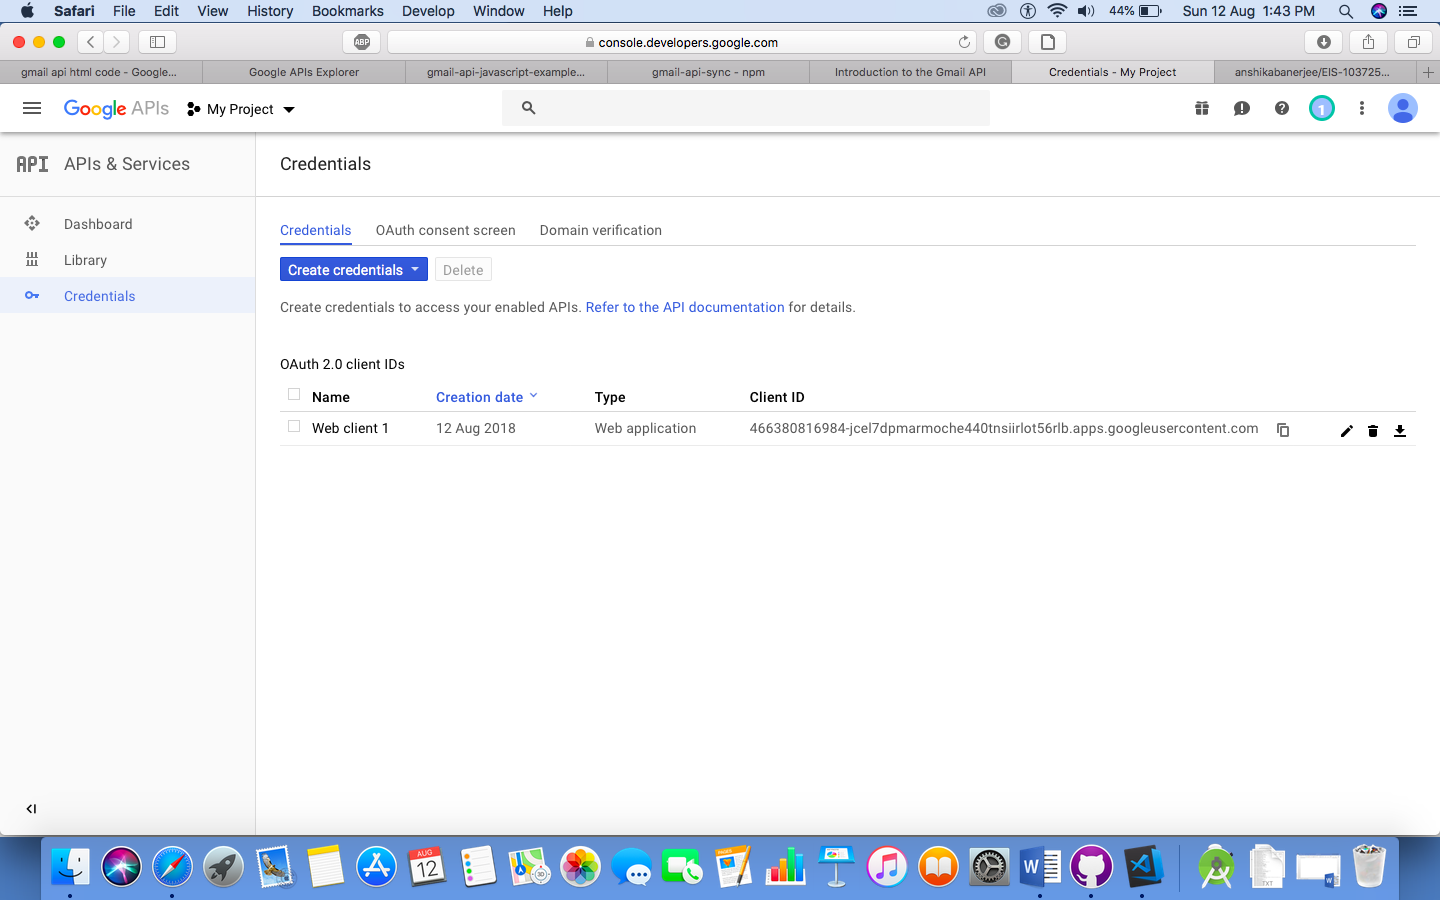 Safari File Edit View History Bookmarks Develop Window Help 44% Sun 12 Aug 1:43 PM
ABP console.developers.google.com
gmail api html code - Google... Google APIs Explorer gmail-api-javascript-example... gmail-api-sync - npm Introduction to the Gmail API Credentials - My Project anshikabanerjee/EIS-103725...
Google APIs My Project 1
API APIs & Services Credentials
Dashboard
Library
Credentials
Credentials OAuth consent screen Domain verification
Create credentials Delete
Create credentials to access your enabled APIs. Refer to the API documentation for details.
OAuth 2.0 client IDs
Name Creation date Type Client ID
Web client 1 12 Aug 2018 Web application 466380816984-jcel7dpmarmoche440tnsiirlot56rlb.apps.googleusercontent.com
AUG
12
3D
TXT